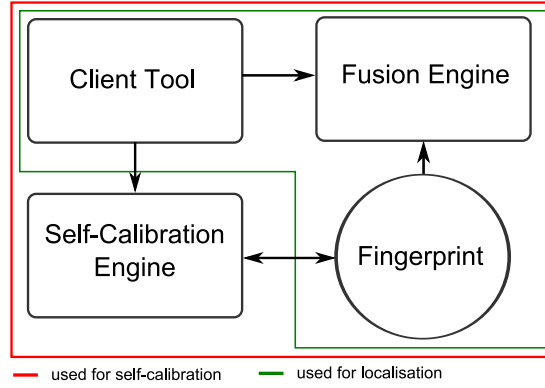 Client Tool
Fusion Engine
Self-Calibration
Engine
Fingerprint
used for self-calibration
used for localisation